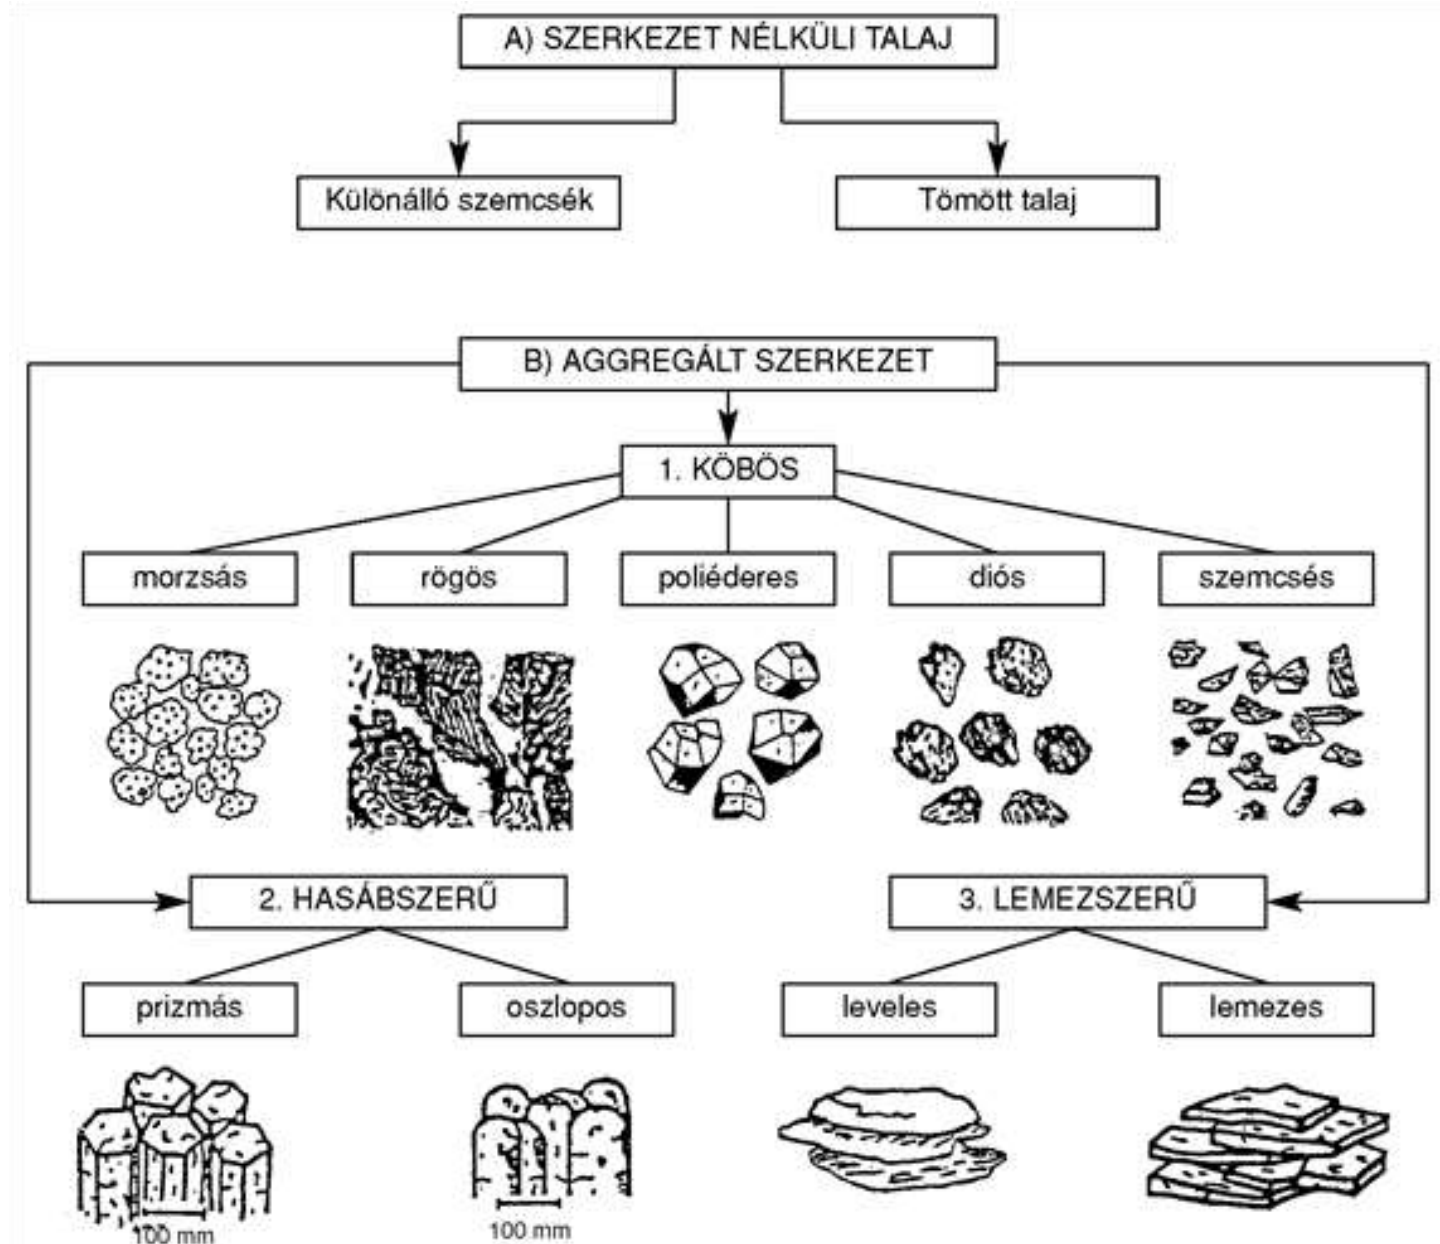 A) SZERKEZET NÉLKÜLI TALAJ
Különálló szemcsék
Tömött talaj
B) AGGREGÁLT SZERKEZET
1. KÖBÖS
morzsás
rögös
poliéderes
diós
szemcsés
2. HASÁBSZERŰ
3. LEMEZSZERŰ
prizmás
oszlopos
leveles
lemezes
100 mm
100 mm